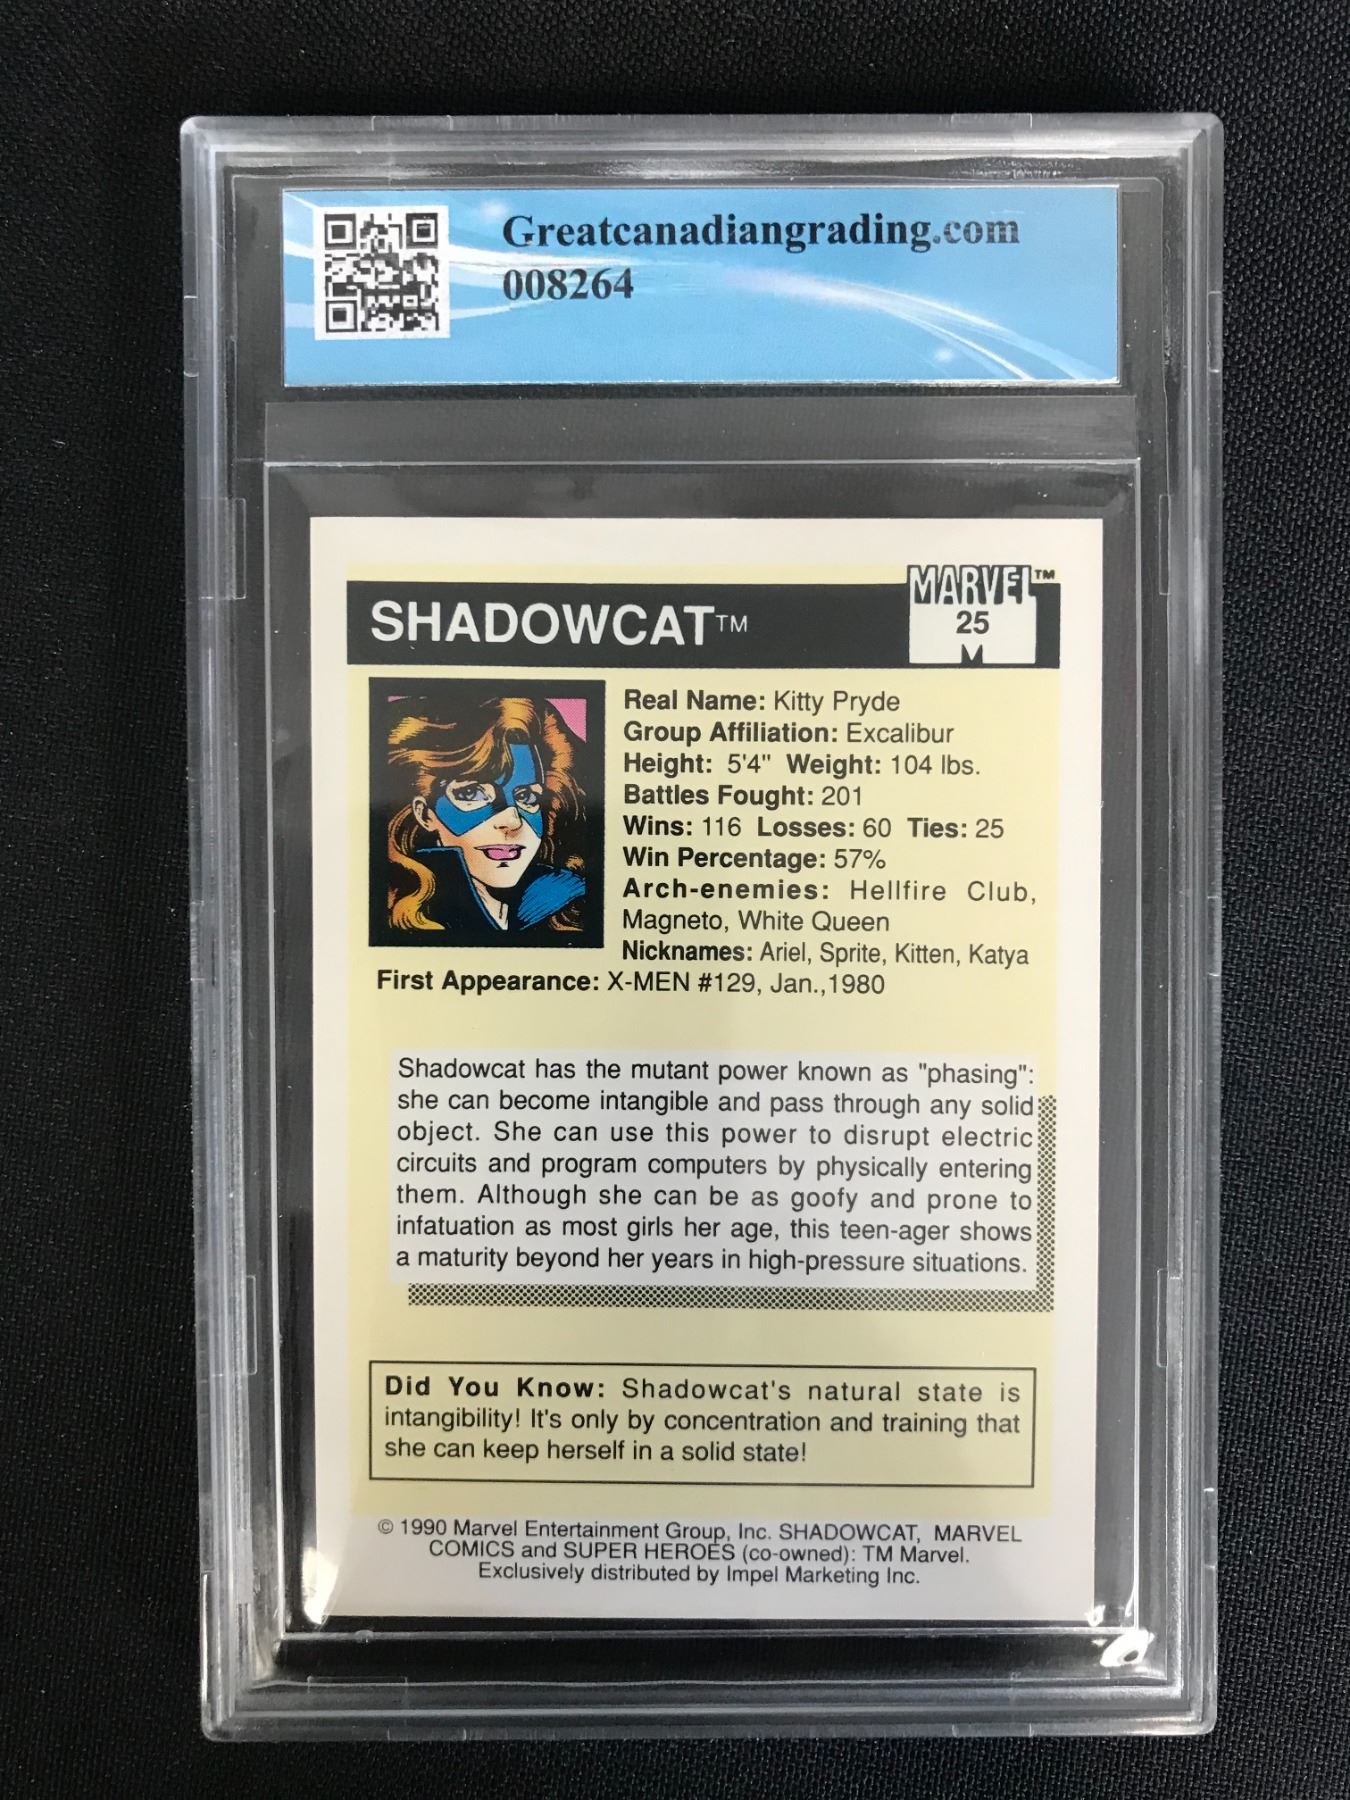 Greatcanadiangrading.com
008264
MARVEL™
25
M
SHADOWCAT™
Real Name: Kitty Pryde
Group Affiliation: Excalibur
Height: 5'4" Weight: 104 lbs.
Battles Fought: 201
Wins: 116 Losses: 60 Ties: 25
Win Percentage: 57%
Arch-enemies: Hellfire Club,
Magneto, White Queen
Nicknames: Ariel, Sprite, Kitten, Katya
First Appearance: X-MEN #129, Jan.,1980
Shadowcat has the mutant power known as "phasing":
she can become intangible and pass through any solid
object. She can use this power to disrupt electric
circuits and program computers by physically entering
them. Although she can be as goofy and prone to
infatuation as most girls her age, this teen-ager shows
a maturity beyond her years in high-pressure situations.
Did You Know: Shadowcat's natural state is
intangibility! It's only by concentration and training that
she can keep herself in a solid state!
© 1990 Marvel Entertainment Group, Inc. SHADOWCAT, MARVEL
COMICS and SUPER HEROES (co-owned): TM Marvel.
Exclusively distributed by Impel Marketing Inc.